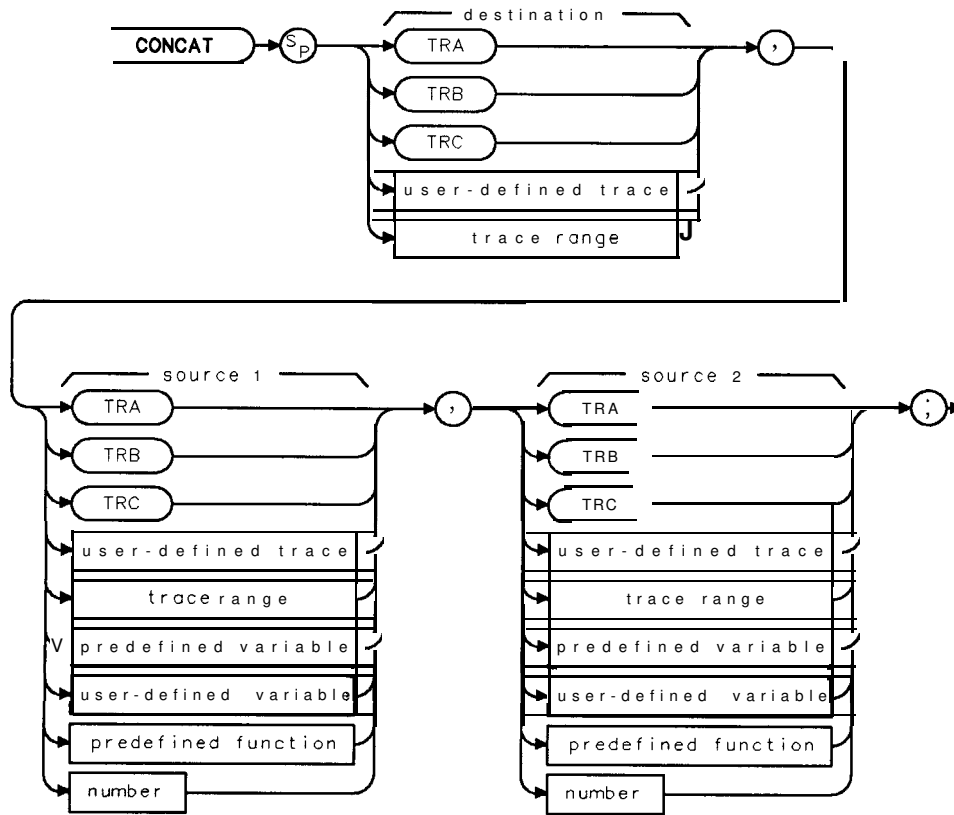 destination
CONCAT SP TRA ,
TRB
TRC
user-defined trace
trace range
source 1
TRA ,
TRB
TRC
user-defined trace
trace range
predefined variable
user-defined variable
predefined function
number
source 2
TRA ;
TRB
TRC
user-defined trace
trace range
predefined variable
user-defined variable
predefined function
number